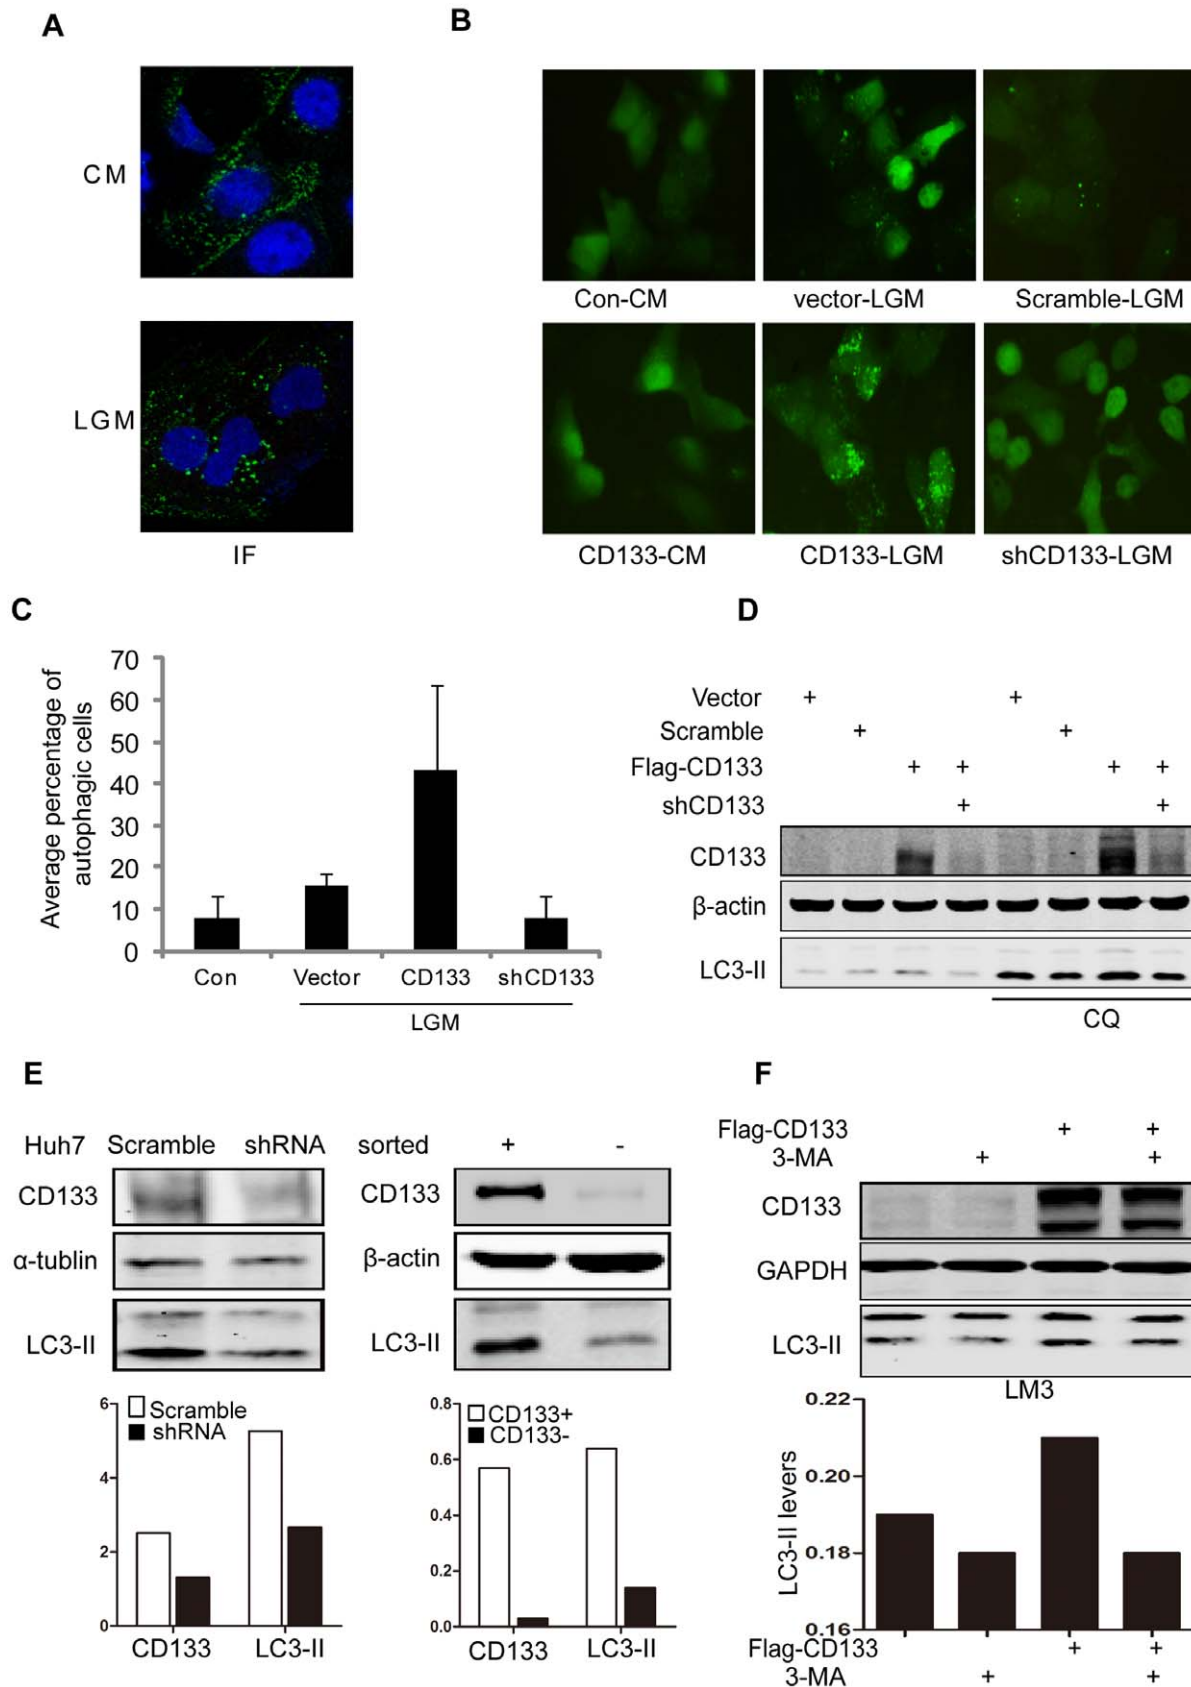 A
B
CM
LGM
IF
Con-CM
vector-LGM
Scramble-LGM
CD133-CM
CD133-LGM
shCD133-LGM
C
Average percentage of
autophagic cells
70
60
50
40
30
20
10
0
Con
Vector
CD133
shCD133
LGM
D
Vector + +
Scramble + +
Flag-CD133 + + + +
shCD133 + +
CD133
β-actin
LC3-II
CQ
E
Huh7 Scramble shRNA
CD133
α-tublin
LC3-II
6
4
2
0
Scramble
shRNA
CD133 LC3-II
sorted + -
CD133
β-actin
LC3-II
0.8
0.6
0.4
0.2
0.0
CD133+
CD133-
CD133 LC3-II
F
Flag-CD133 + +
3-MA + +
CD133
GAPDH
LC3-II
LM3
LC3-II levers
0.22
0.20
0.18
0.16
Flag-CD133 + +
3-MA + +